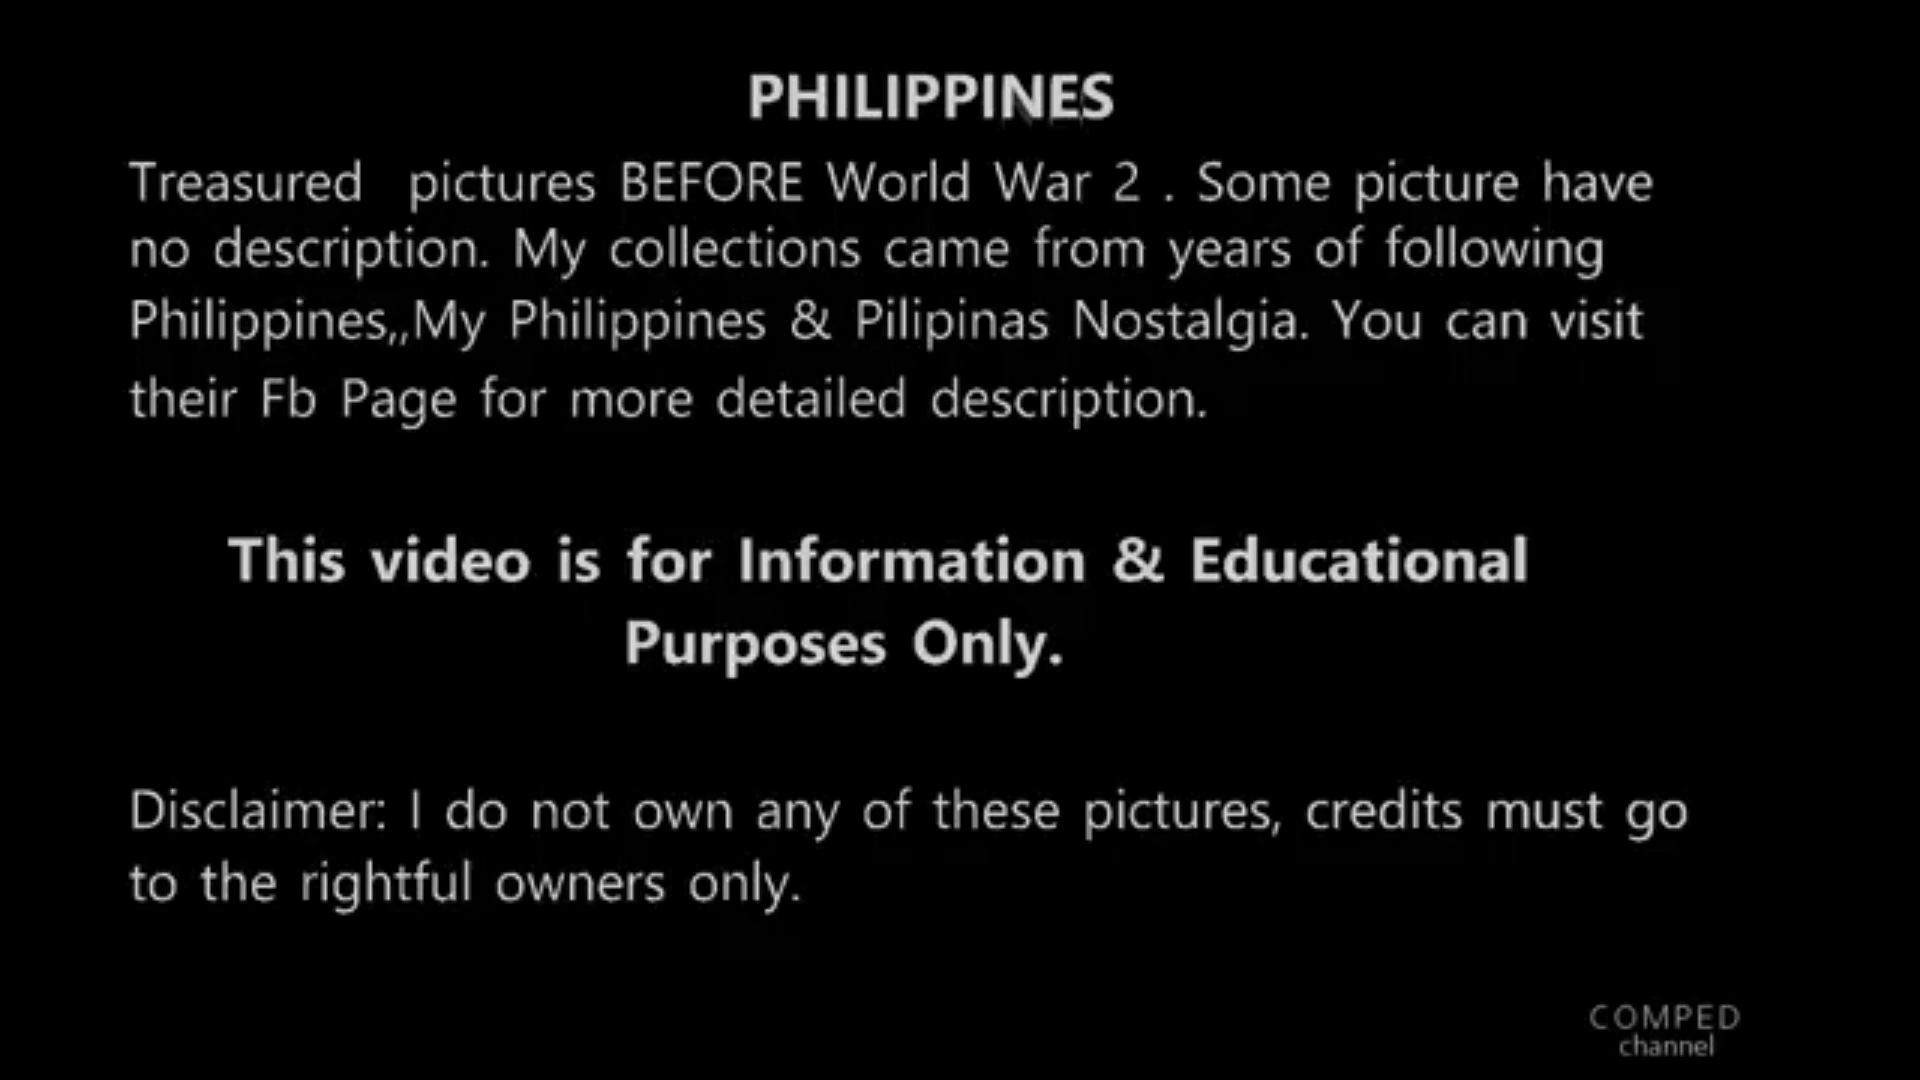 PHILIPPINES
Treasured pictures BEFORE World War 2 . Some picture have
no description. My collections came from years of following
Philippines,,My Philippines & Pilipinas Nostalgia. You can visit
their Fb Page for more detailed description.
This video is for Information & Educational
Purposes Only.
Disclaimer: I do not own any of these pictures, credits must go
to the rightful owners only.
COMPED
channel